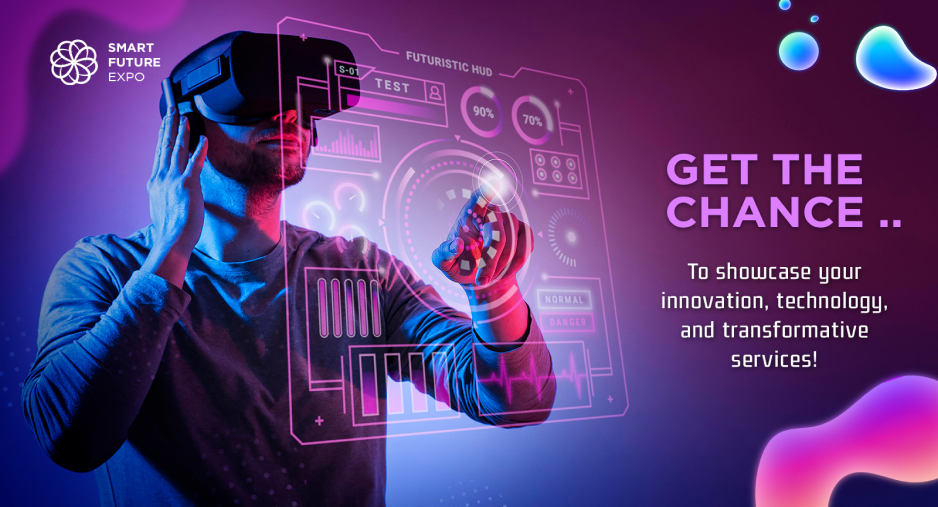 SMART
FUTURE
EXPO
FUTURISTIC HUD
S-01
TEST
90%
70%
NORMAL
DANGER
GET THE
CHANCE ..
To showcase your
innovation, technology,
and transformative
services!